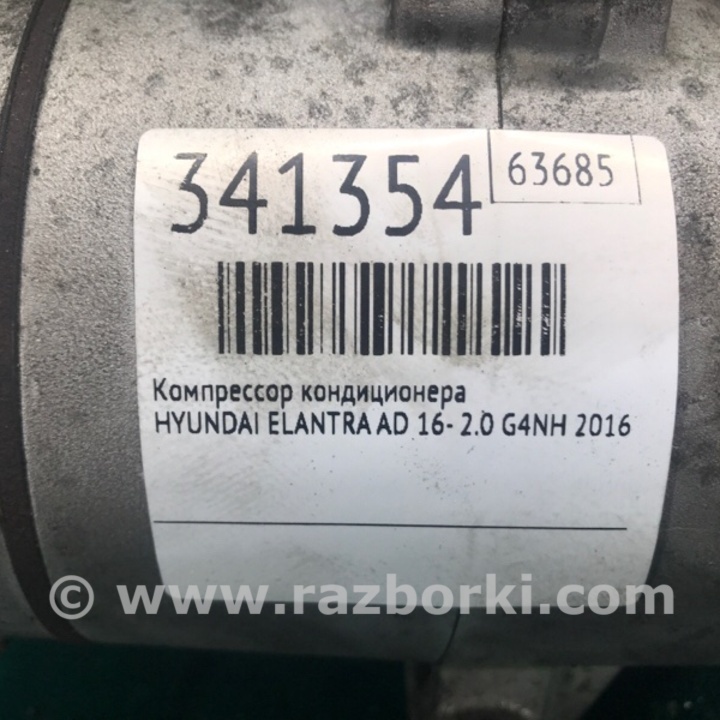 341354
63685
Компрессор кондиционера
HYUNDAI ELANTRA AD 16- 2.0 G4NH 2016
© www.razborki.com